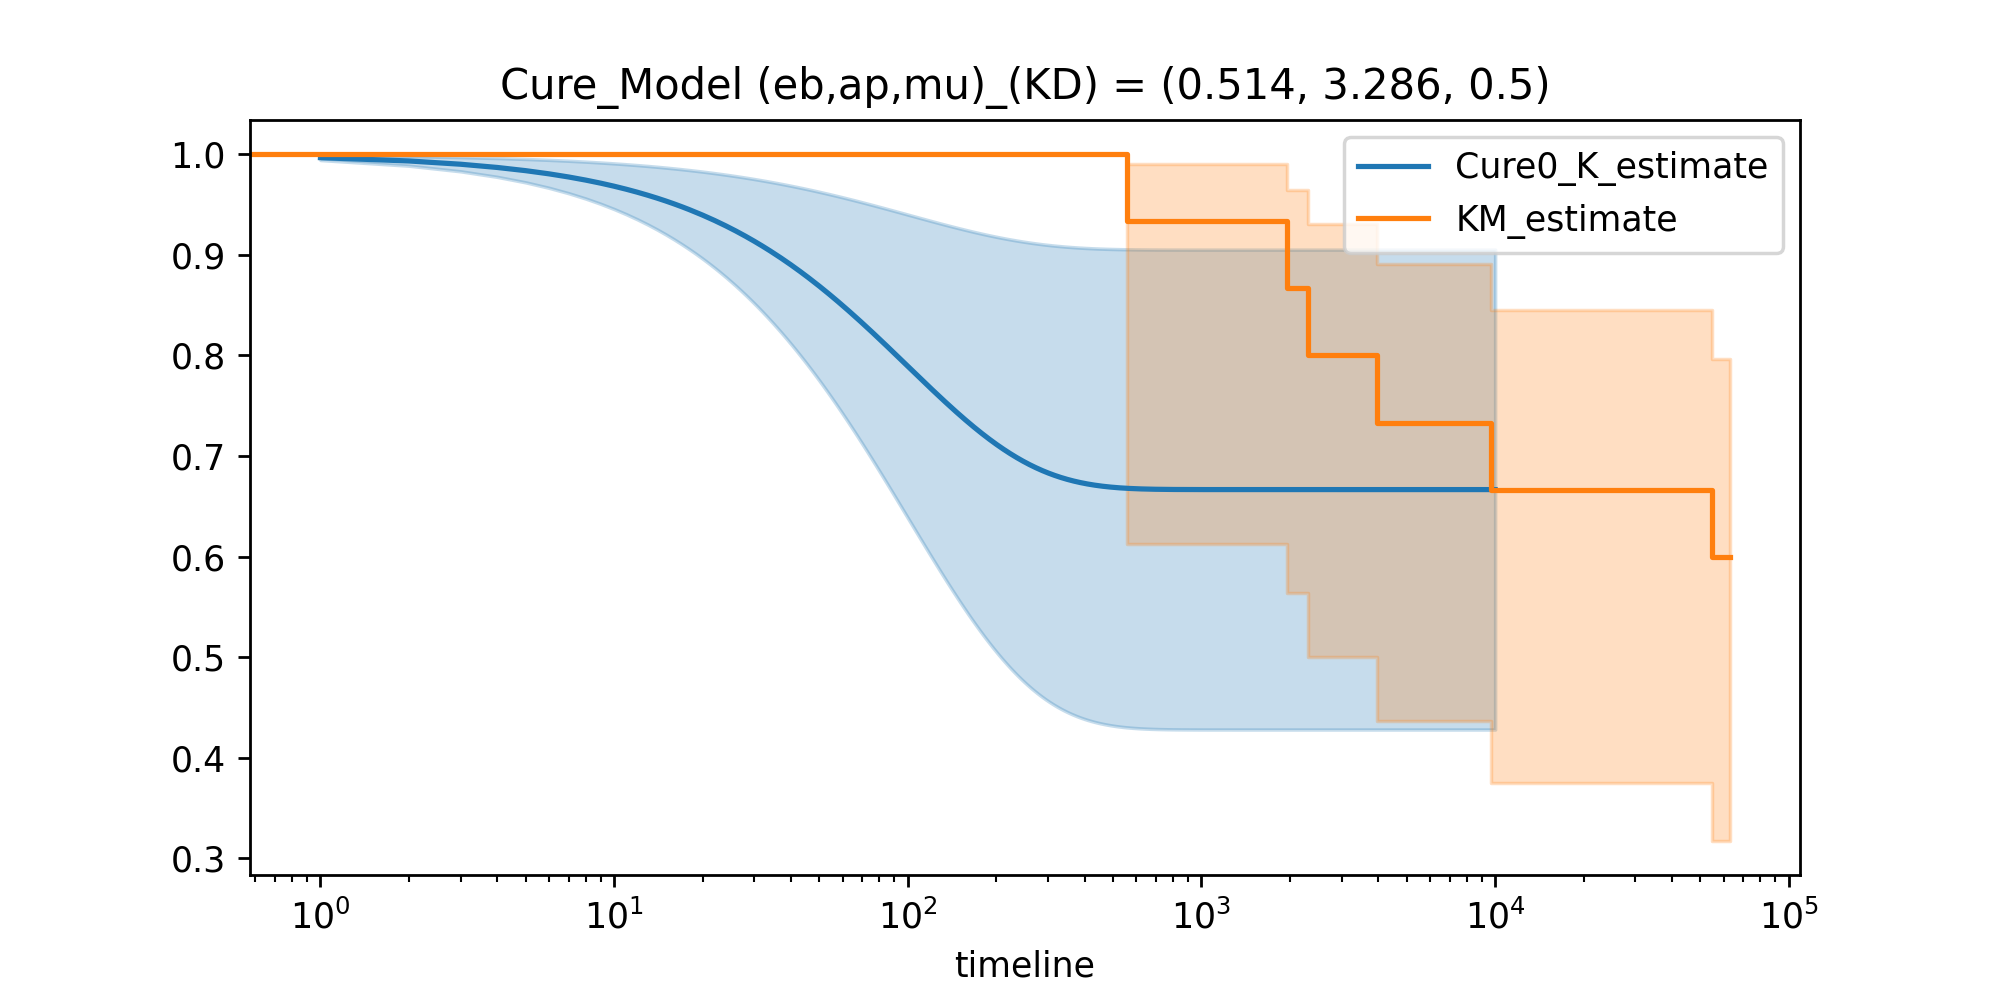 Cure_Model (eb,ap,mu)_(KD) = (0.514, 3.286, 0.5)
Cure0_K_estimate
KM_estimate
1.0
0.9
0.8
0.7
0.6
0.5
0.4
0.3
10⁰ 10¹ 10² 10³ 10⁴ 10⁵
timeline